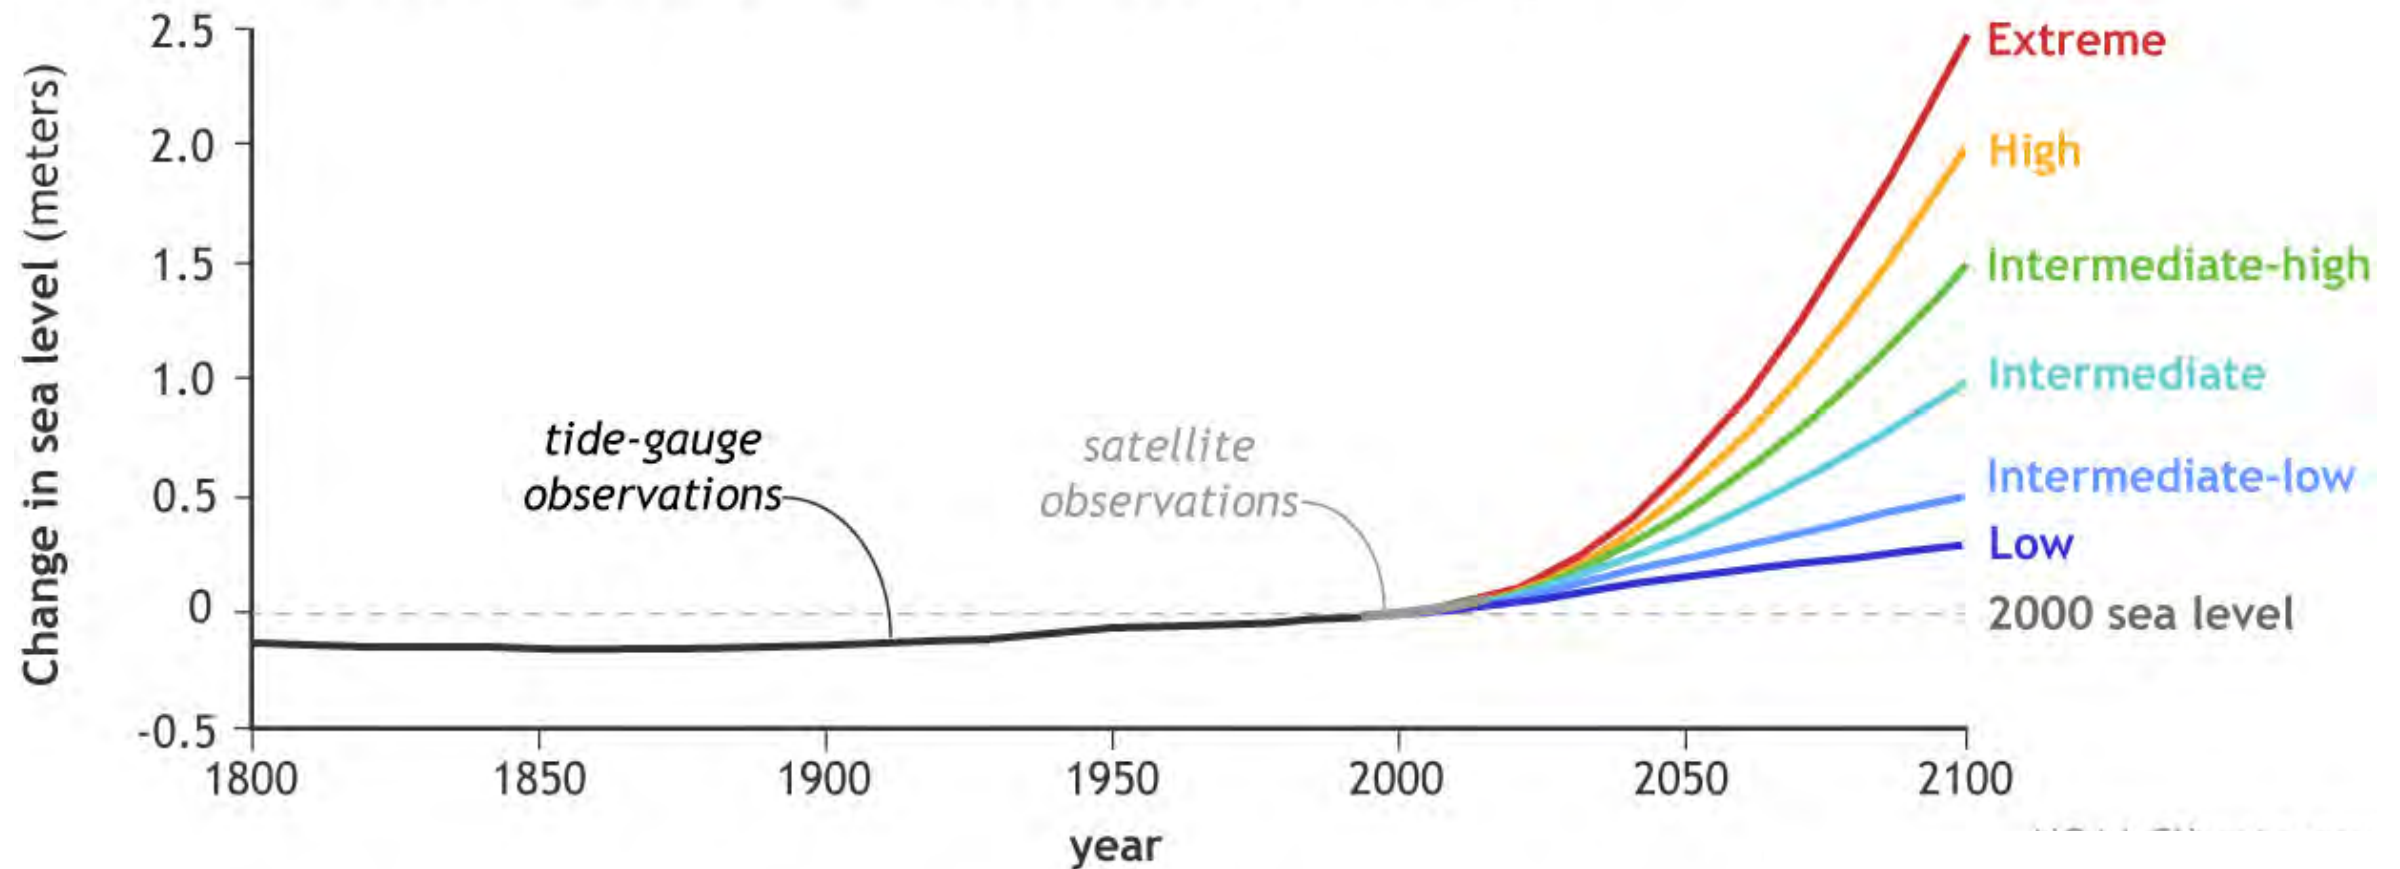 Change in sea level (meters)
2.5
2.0
1.5
1.0
0.5
0
-0.5
tide-gauge
observations
satellite
observations
Extreme
High
Intermediate-high
Intermediate
Intermediate-low
Low
2000 sea level
1800
1850
1900
1950
2000
2050
2100
year